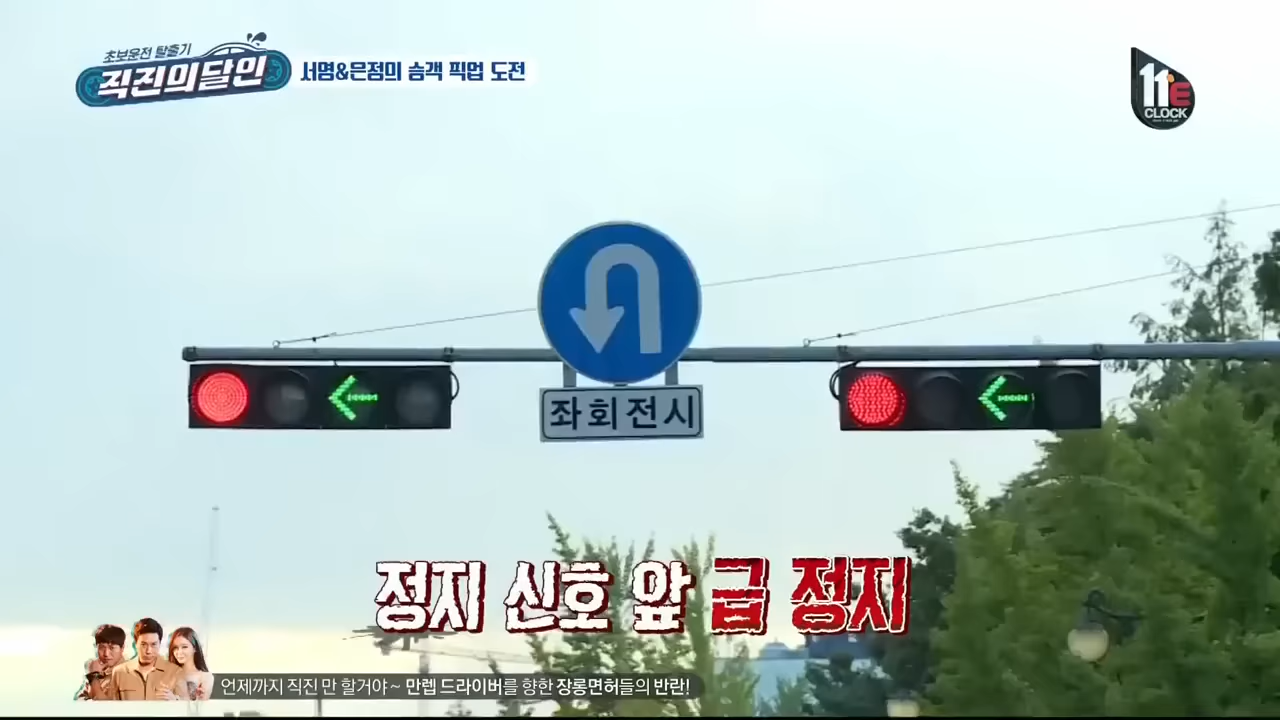 초보운전 탈출기
직진의달인
서명&은정의 승객 픽업 도전
11'E
CLOCK
좌회전시
정지 신호 앞 급 정지
언제까지 직진 만 할거야~ 만렙 드라이버를 향한 장롱면허들의 반란!